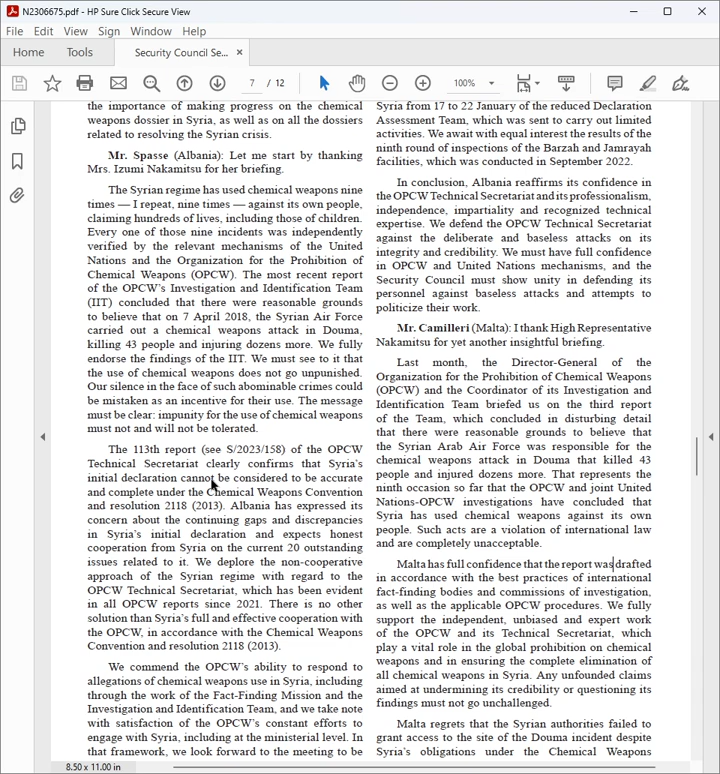 N2306675.pdf - HP Sure Click Secure View
File Edit View Sign Window Help
Home Tools Security Council Se... ×
7 / 12 100%
the importance of making progress on the chemical
weapons dossier in Syria, as well as on all the dossiers
related to resolving the Syrian crisis.
Mr. Spasse (Albania): Let me start by thanking
Mrs. Izumi Nakamitsu for her briefing.
The Syrian regime has used chemical weapons nine
times — I repeat, nine times — against its own people,
claiming hundreds of lives, including those of children.
Every one of those nine incidents was independently
verified by the relevant mechanisms of the United
Nations and the Organization for the Prohibition of
Chemical Weapons (OPCW). The most recent report
of the OPCW's Investigation and Identification Team
(IIT) concluded that there were reasonable grounds
to believe that on 7 April 2018, the Syrian Air Force
carried out a chemical weapons attack in Douma,
killing 43 people and injuring dozens more. We fully
endorse the findings of the IIT. We must see to it that
the use of chemical weapons does not go unpunished.
Our silence in the face of such abominable crimes could
be mistaken as an incentive for their use. The message
must be clear: impunity for the use of chemical weapons
must not and will not be tolerated.
The 113th report (see S/2023/158) of the OPCW
Technical Secretariat clearly confirms that Syria's
initial declaration cannot be considered to be accurate
and complete under the Chemical Weapons Convention
and resolution 2118 (2013). Albania has expressed its
concern about the continuing gaps and discrepancies
in Syria's initial declaration and expects honest
cooperation from Syria on the current 20 outstanding
issues related to it. We deplore the non-cooperative
approach of the Syrian regime with regard to the
OPCW Technical Secretariat, which has been evident
in all OPCW reports since 2021. There is no other
solution than Syria's full and effective cooperation with
the OPCW, in accordance with the Chemical Weapons
Convention and resolution 2118 (2013).
We commend the OPCW's ability to respond to
allegations of chemical weapons use in Syria, including
through the work of the Fact-Finding Mission and the
Investigation and Identification Team, and we take note
with satisfaction of the OPCW's constant efforts to
engage with Syria, including at the ministerial level. In
that framework, we look forward to the meeting to be
Syria from 17 to 22 January of the reduced Declaration
Assessment Team, which was sent to carry out limited
activities. We await with equal interest the results of the
ninth round of inspections of the Barzah and Jamrayah
facilities, which was conducted in September 2022.
In conclusion, Albania reaffirms its confidence in
the OPCW Technical Secretariat and its professionalism,
independence, impartiality and recognized technical
expertise. We defend the OPCW Technical Secretariat
against the deliberate and baseless attacks on its
integrity and credibility. We must have full confidence
in OPCW and United Nations mechanisms, and the
Security Council must show unity in defending its
personnel against baseless attacks and attempts to
politicize their work.
Mr. Camilleri (Malta): I thank High Representative
Nakamitsu for yet another insightful briefing.
Last month, the Director-General of the
Organization for the Prohibition of Chemical Weapons
(OPCW) and the Coordinator of its Investigation and
Identification Team briefed us on the third report
of the Team, which concluded in disturbing detail
that there were reasonable grounds to believe that
the Syrian Arab Air Force was responsible for the
chemical weapons attack in Douma that killed 43
people and injured dozens more. That represents the
ninth occasion so far that the OPCW and joint United
Nations-OPCW investigations have concluded that
Syria has used chemical weapons against its own
people. Such acts are a violation of international law
and are completely unacceptable.
Malta has full confidence that the report was drafted
in accordance with the best practices of international
fact-finding bodies and commissions of investigation,
as well as the applicable OPCW procedures. We fully
support the independent, unbiased and expert work
of the OPCW and its Technical Secretariat, which
play a vital role in the global prohibition on chemical
weapons and in ensuring the complete elimination of
all chemical weapons in Syria. Any unfounded claims
aimed at undermining its credibility or questioning its
findings must not go unchallenged.
Malta regrets that the Syrian authorities failed to
grant access to the site of the Douma incident despite
Syria's obligations under the Chemical Weapons
8.50 x 11.00 in